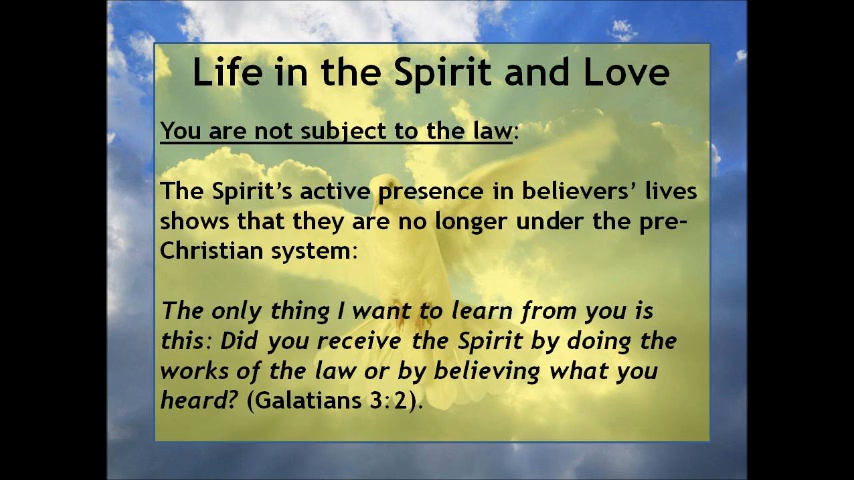 Life in the Spirit and Love
You are not subject to the law:
The Spirit’s active presence in believers’ lives
shows that they are no longer under the pre-
Christian system:
The only thing I want to learn from you is
this: Did you receive the Spirit by doing the
works of the law or by believing what you
heard? (Galatians 3:2).